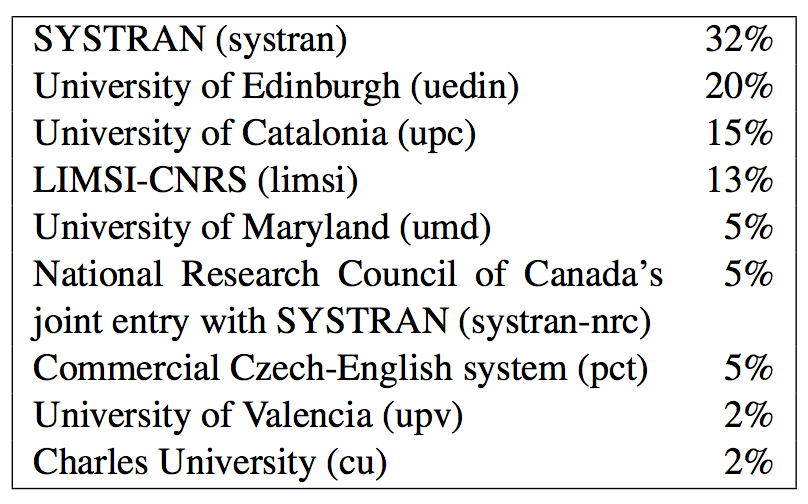 SYSTRAN (systran) 32%
University of Edinburgh (uedin) 20%
University of Catalonia (upc) 15%
LIMSI-CNRS (limsi) 13%
University of Maryland (umd) 5%
National Research Council of Canada’s 5%
joint entry with SYSTRAN (systran-nrc)
Commercial Czech-English system (pct) 5%
University of Valencia (upv) 2%
Charles University (cu) 2%